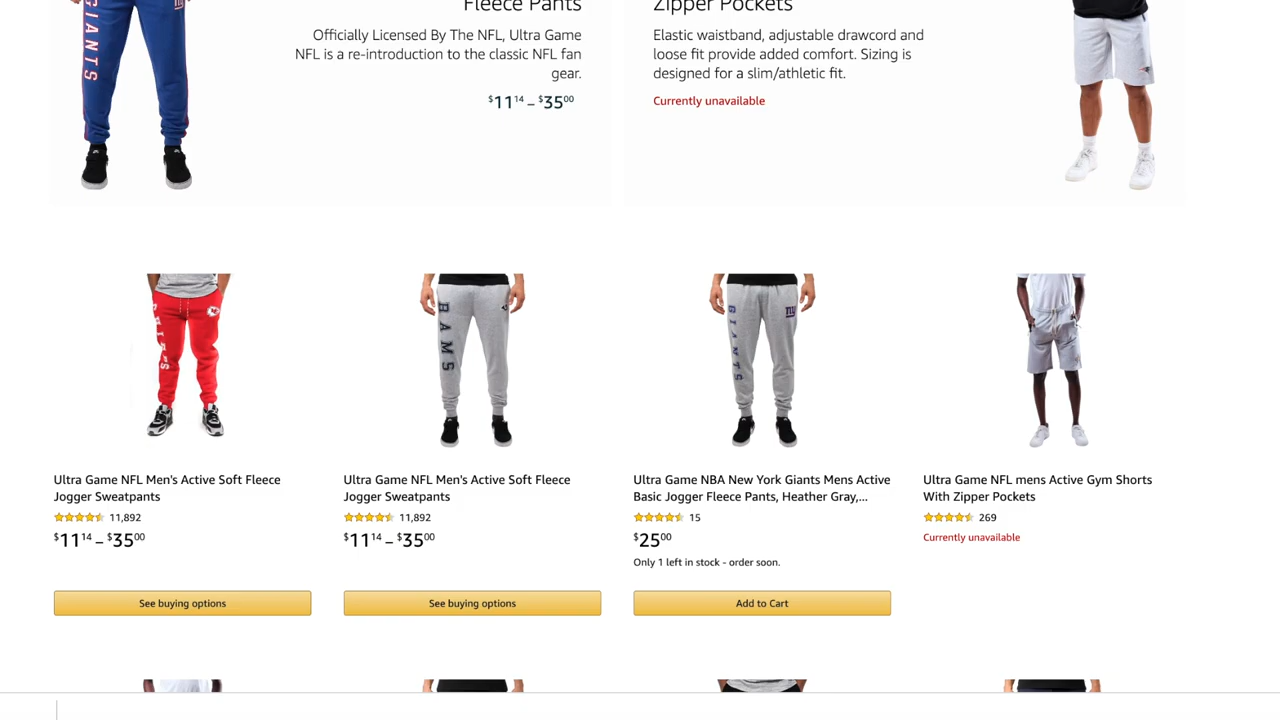 Fleece Pants
Officially Licensed By The NFL, Ultra Game
NFL is a re-introduction to the classic NFL fan
gear.
$11 14 – $35 00
Zipper Pockets
Elastic waistband, adjustable drawcord and
loose fit provide added comfort. Sizing is
designed for a slim/athletic fit.
Currently unavailable
GIANTS
ny
CHIEFS
RAMS
GIANTS
ny
Ultra Game NFL Men's Active Soft Fleece
Jogger Sweatpants
11,892
$11 14 – $35 00
See buying options
Ultra Game NFL Men's Active Soft Fleece
Jogger Sweatpants
11,892
$11 14 – $35 00
See buying options
Ultra Game NBA New York Giants Mens Active
Basic Jogger Fleece Pants, Heather Gray,...
15
$25 00
Only 1 left in stock - order soon.
Add to Cart
Ultra Game NFL mens Active Gym Shorts
With Zipper Pockets
269
Currently unavailable